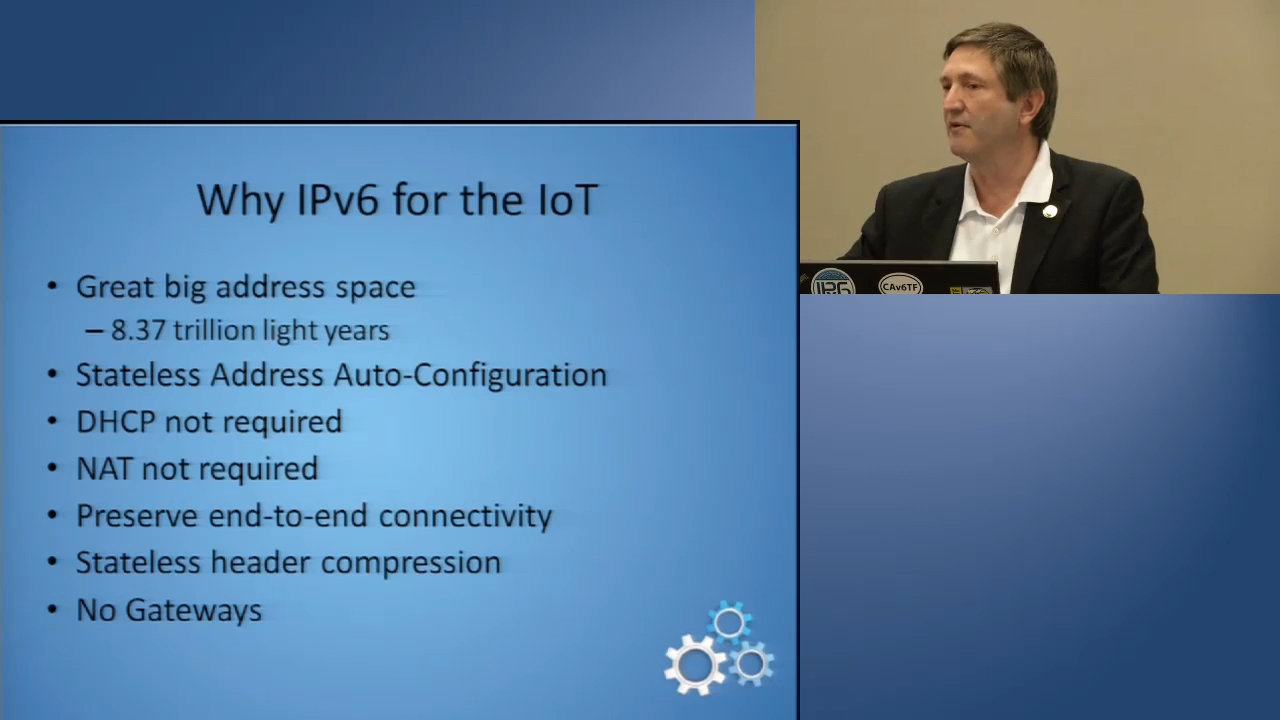 Why IPv6 for the IoT
• Great big address space
– 8.37 trillion light years
• Stateless Address Auto-Configuration
• DHCP not required
• NAT not required
• Preserve end-to-end connectivity
• Stateless header compression
• No Gateways
CAv6TF